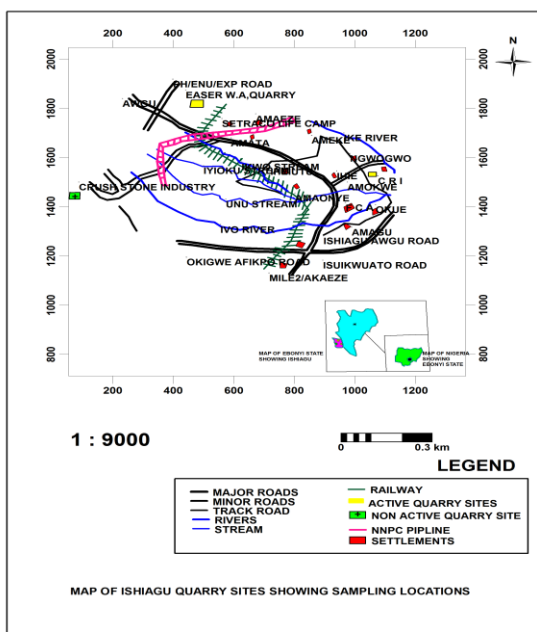 N
200 400 600 800 1000 1200
2000 1800 1600 1400 1200 1000 800
2000 1800 1600 1400 1200 1000 800
PH/ENU/EXP ROAD
EASER W.A,QUARRY
AWGU
AMAEZE
SETRACO LIFE CAMP
IKE RIVER
AMEKE
AMATA
NGWOGWO
IHIE
C R I
CRUSH STONE INDUSTRY
AMOKWE
AMAONYE
UNU STREAM
C A
OKUE
IVO RIVER
AMAGU
ISHIAGU AWGU ROAD
OKIGWE AFIKPO ROAD
ISUIKWUATO ROAD
MILE2/AKAEZE
MAP OF EBONYI STATE
SHOWING ISHIAGU
MAP OF NIGERIA
SHOWING
EBONYI STATE
200 400 600 800 1000 1200
1 : 9000
0 0.3 km
LEGEND
MAJOR ROADS
MINOR ROADS
TRACK ROAD
RIVERS
STREAM
RAILWAY
ACTIVE QUARRY SITES
NON ACTIVE QUARRY SITE
NNPC PIPLINE
SETTLEMENTS
MAP OF ISHIAGU QUARRY SITES SHOWING SAMPLING LOCATIONS